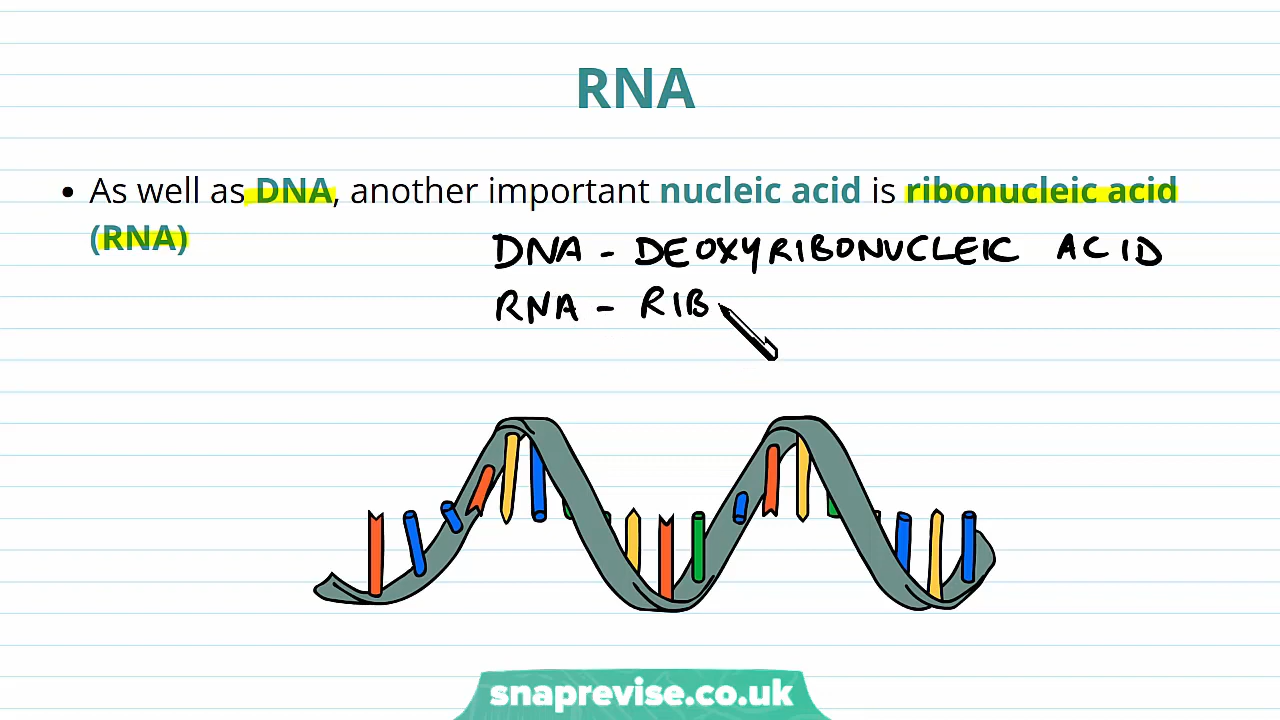 RNA
• As well as DNA, another important nucleic acid is ribonucleic acid
(RNA)
DNA - DEOXYRIBONUCLEIC ACID
RNA - RIB
snaprevise.co.uk